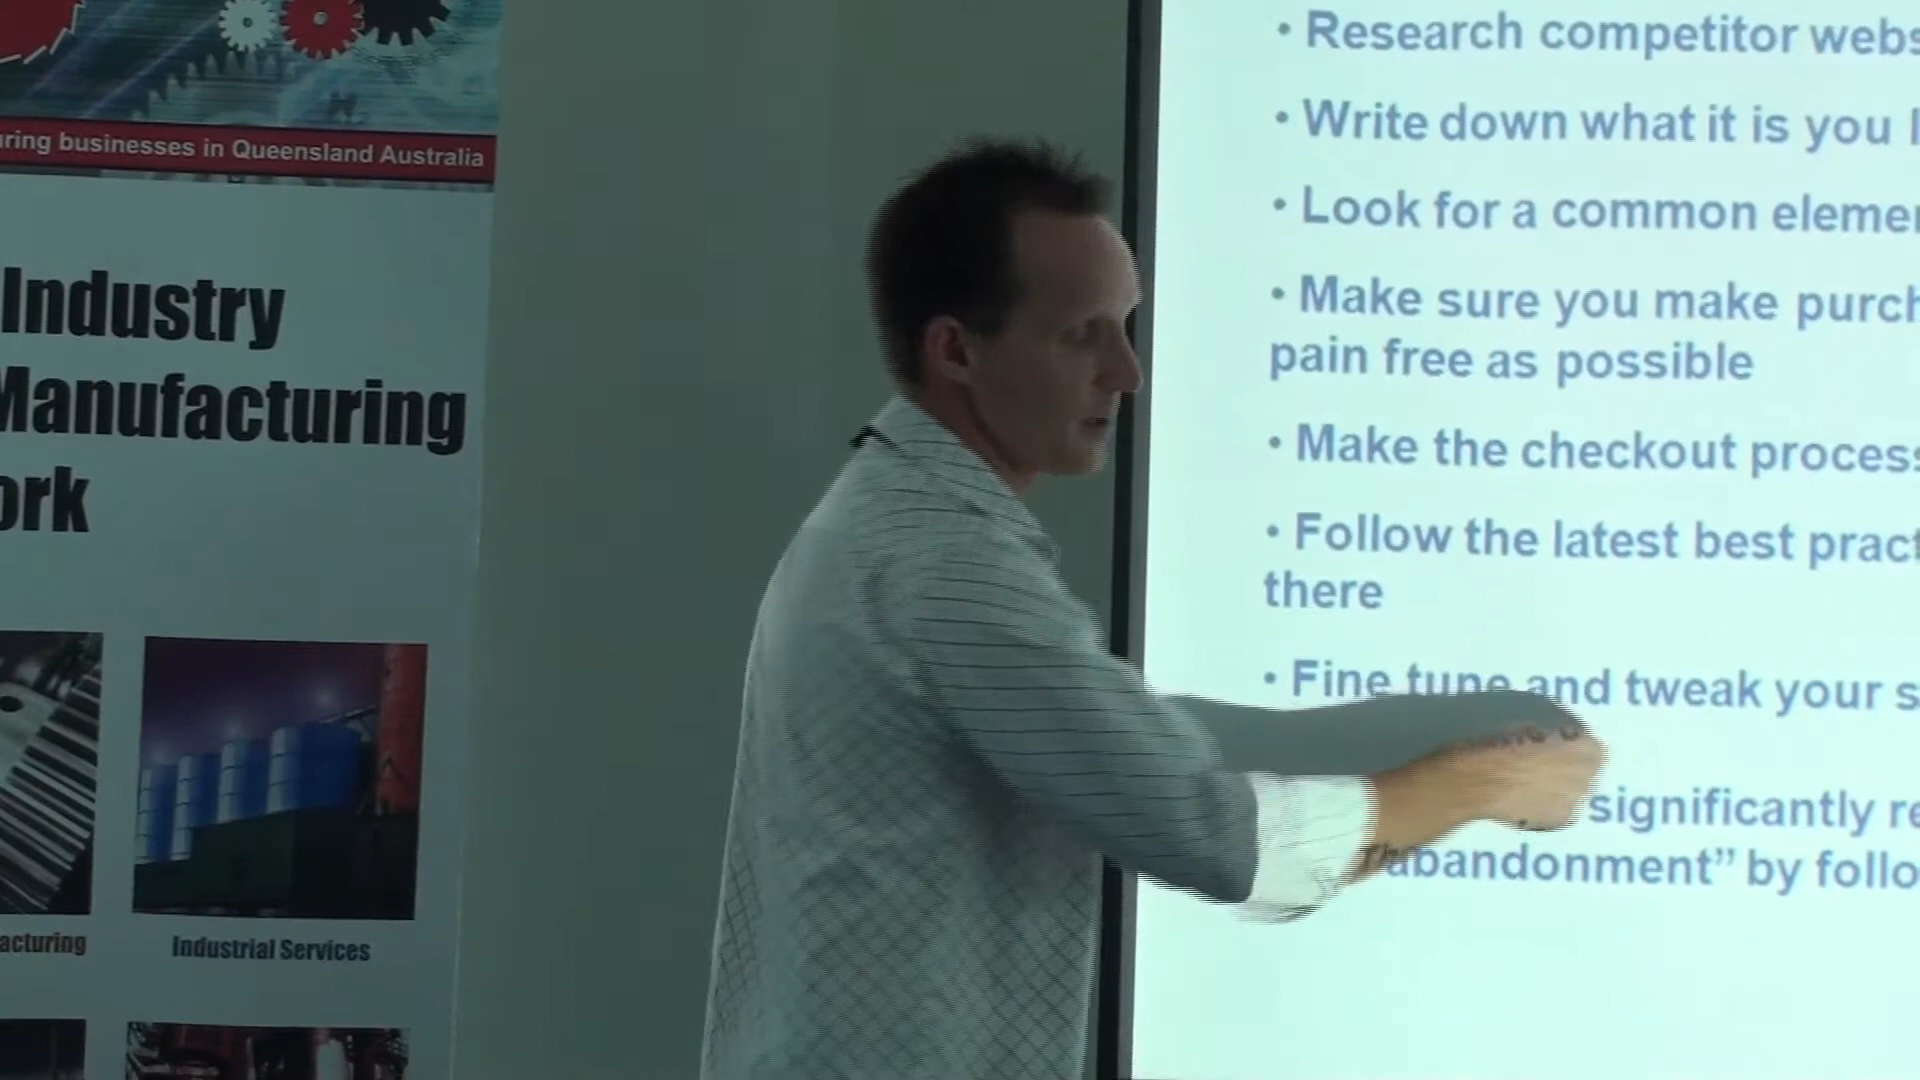 uring businesses in Queensland Australia
Industry
Manufacturing
ork
acturing
Industrial Services
• Research competitor webs
• Write down what it is you l
• Look for a common elemen
• Make sure you make purch
pain free as possible
• Make the checkout process
• Follow the latest best pract
there
• Fine tune and tweak your s
significantly re
abandonment” by follo